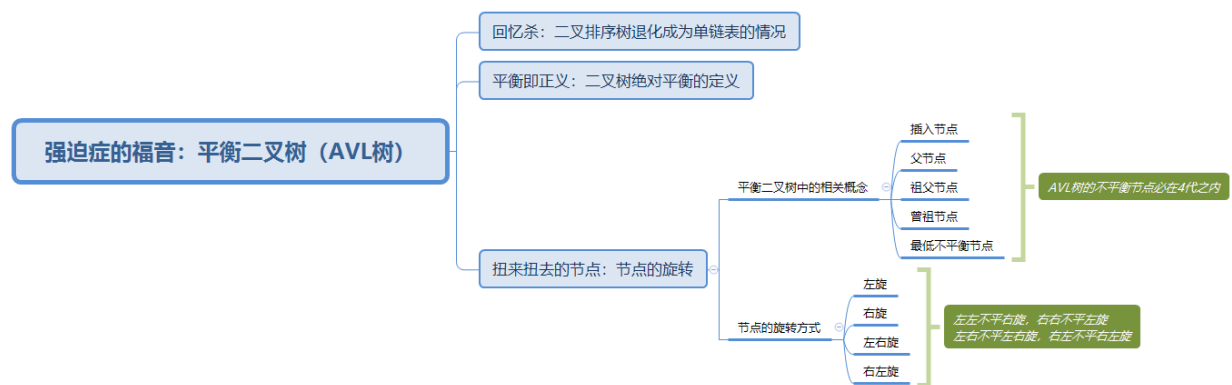 强迫症的福音：平衡二叉树（AVL树）
回忆杀：二叉排序树退化成为单链表的情况
平衡即正义：二叉树绝对平衡的定义
扭来扭去的节点：节点的旋转
平衡二叉树中的相关概念
插入节点
父节点
祖父节点
曾祖节点
最低不平衡节点
AVL树的不平衡节点必在4代之内
节点的旋转方式
左旋
右旋
左右旋
右左旋
左左不平右旋，右右不平左旋
左右不平左右旋，右左不平右左旋